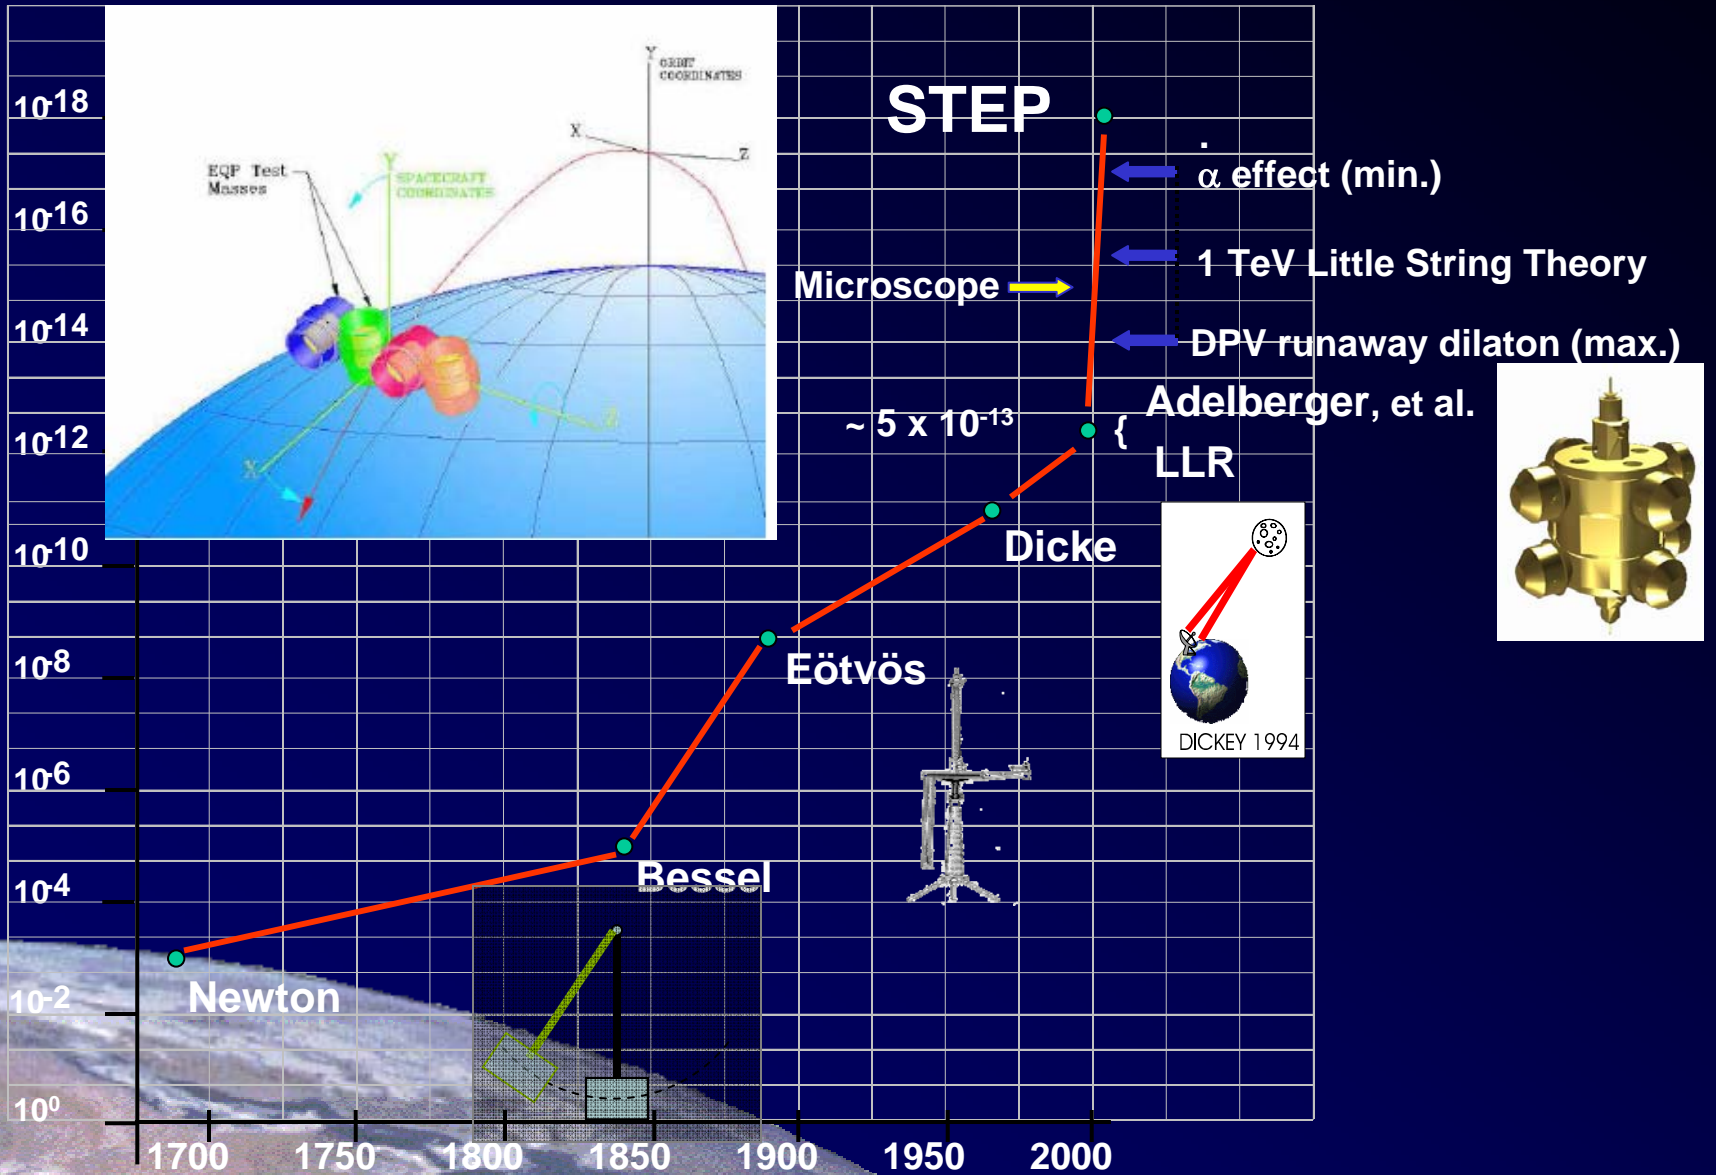 Y
ORBIT
COORDINATES
X
Z
EQP Test
Masses
Y
SPACECRAFT
COORDINATES
Z
X
10-18
10-16
10-14
10-12
10-10
10-8
10-6
10-4
10-2
10⁰
STEP
α̇ effect (min.)
1 TeV Little String Theory
Microscope
DPV runaway dilaton (max.)
Adelberger, et al.
~ 5 x 10⁻¹³ {
LLR
Dicke
Eötvös
DICKEY 1994
Bessel
Newton
1700 1750 1800 1850 1900 1950 2000